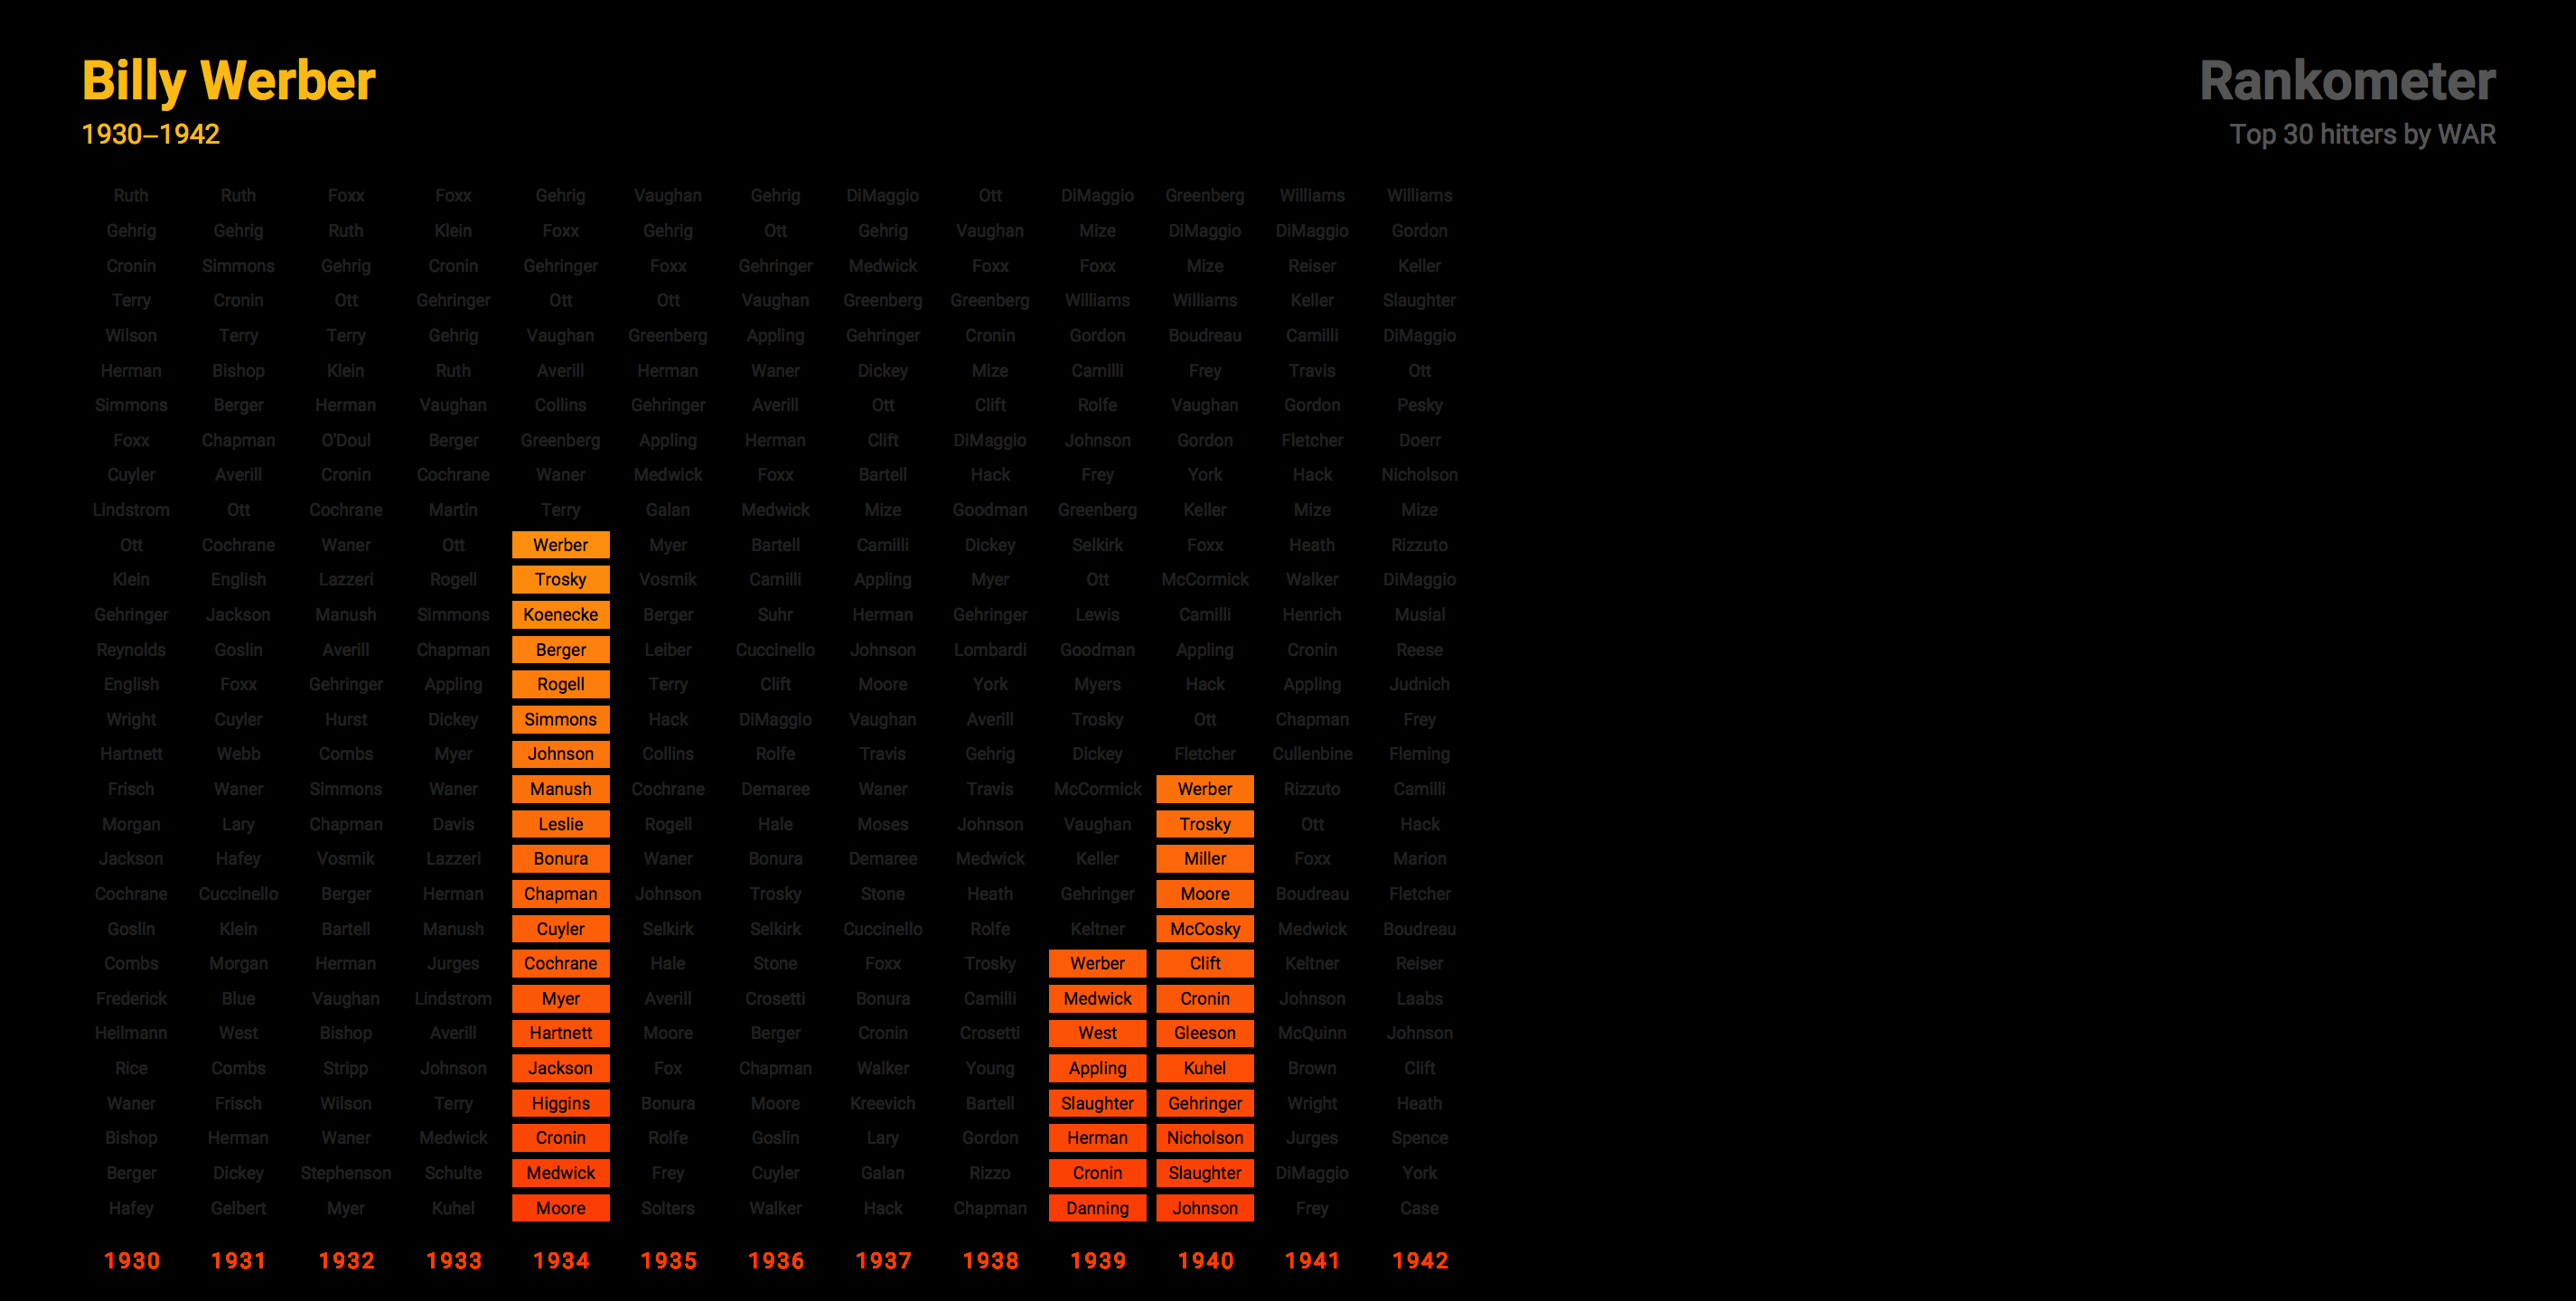 Billy Werber
1930–1942
Rankometer
Top 30 hitters by WAR
Ruth Ruth Foxx Foxx Gehrig Vaughan Gehrig DiMaggio Ott DiMaggio Greenberg Williams Williams
Gehrig Gehrig Ruth Klein Foxx Gehrig Ott Gehrig Vaughan Mize DiMaggio DiMaggio Gordon
Cronin Simmons Gehrig Cronin Gehringer Foxx Gehringer Medwick Foxx Foxx Mize Reiser Keller
Terry Cronin Ott Gehringer Ott Ott Vaughan Greenberg Greenberg Williams Williams Keller Slaughter
Wilson Terry Terry Gehrig Vaughan Greenberg Appling Gehringer Cronin Gordon Boudreau Camilli DiMaggio
Herman Bishop Klein Ruth Averill Herman Waner Dickey Mize Camilli Frey Travis Ott
Simmons Berger Herman Vaughan Collins Gehringer Averill Ott Clift Rolfe Vaughan Gordon Pesky
Foxx Chapman O'Doul Berger Greenberg Appling Herman Clift DiMaggio Johnson Gordon Fletcher Doerr
Cuyler Averill Cronin Cochrane Waner Medwick Foxx Bartell Hack Frey York Hack Nicholson
Lindstrom Ott Cochrane Martin Terry Galan Medwick Mize Goodman Greenberg Keller Mize Mize
Ott Cochrane Waner Ott Werber Myer Bartell Camilli Dickey Selkirk Foxx Heath Rizzuto
Klein English Lazzeri Rogell Trosky Vosmik Camilli Appling Myer Ott McCormick Walker DiMaggio
Gehringer Jackson Manush Simmons Koenecke Berger Suhr Herman Gehringer Lewis Camilli Henrich Musial
Reynolds Goslin Averill Chapman Berger Leiber Cuccinello Johnson Lombardi Goodman Appling Cronin Reese
English Foxx Gehringer Appling Rogell Terry Clift Moore York Myers Hack Appling Judnich
Wright Cuyler Hurst Dickey Simmons Hack DiMaggio Vaughan Averill Trosky Ott Chapman Frey
Hartnett Webb Combs Myer Johnson Collins Rolfe Travis Gehrig Dickey Fletcher Cullenbine Fleming
Frisch Waner Simmons Waner Manush Cochrane Demaree Waner Travis McCormick Werber Rizzuto Camilli
Morgan Lary Chapman Davis Leslie Rogell Hale Moses Johnson Vaughan Trosky Ott Hack
Jackson Hafey Vosmik Lazzeri Bonura Waner Bonura Demaree Medwick Keller Miller Foxx Marion
Cochrane Cuccinello Berger Herman Chapman Johnson Trosky Stone Heath Gehringer Moore Boudreau Fletcher
Goslin Klein Bartell Manush Cuyler Selkirk Selkirk Cuccinello Rolfe Keltner McCosky Medwick Boudreau
Combs Morgan Herman Jurges Cochrane Hale Stone Foxx Trosky Werber Clift Keltner Reiser
Frederick Blue Vaughan Lindstrom Myer Averill Crosetti Bonura Camilli Medwick Cronin Johnson Laabs
Heilmann West Bishop Averill Hartnett Moore Berger Cronin Crosetti West Gleeson McQuinn Johnson
Rice Combs Stripp Johnson Jackson Fox Chapman Walker Young Appling Kuhel Brown Clift
Waner Frisch Wilson Terry Higgins Bonura Moore Kreevich Bartell Slaughter Gehringer Wright Heath
Bishop Herman Waner Medwick Cronin Rolfe Goslin Lary Gordon Herman Nicholson Jurges Spence
Berger Dickey Stephenson Schulte Medwick Frey Cuyler Galan Rizzo Cronin Slaughter DiMaggio York
Hafey Gelbert Myer Kuhel Moore Solters Walker Hack Chapman Danning Johnson Frey Case
1930 1931 1932 1933 1934 1935 1936 1937 1938 1939 1940 1941 1942